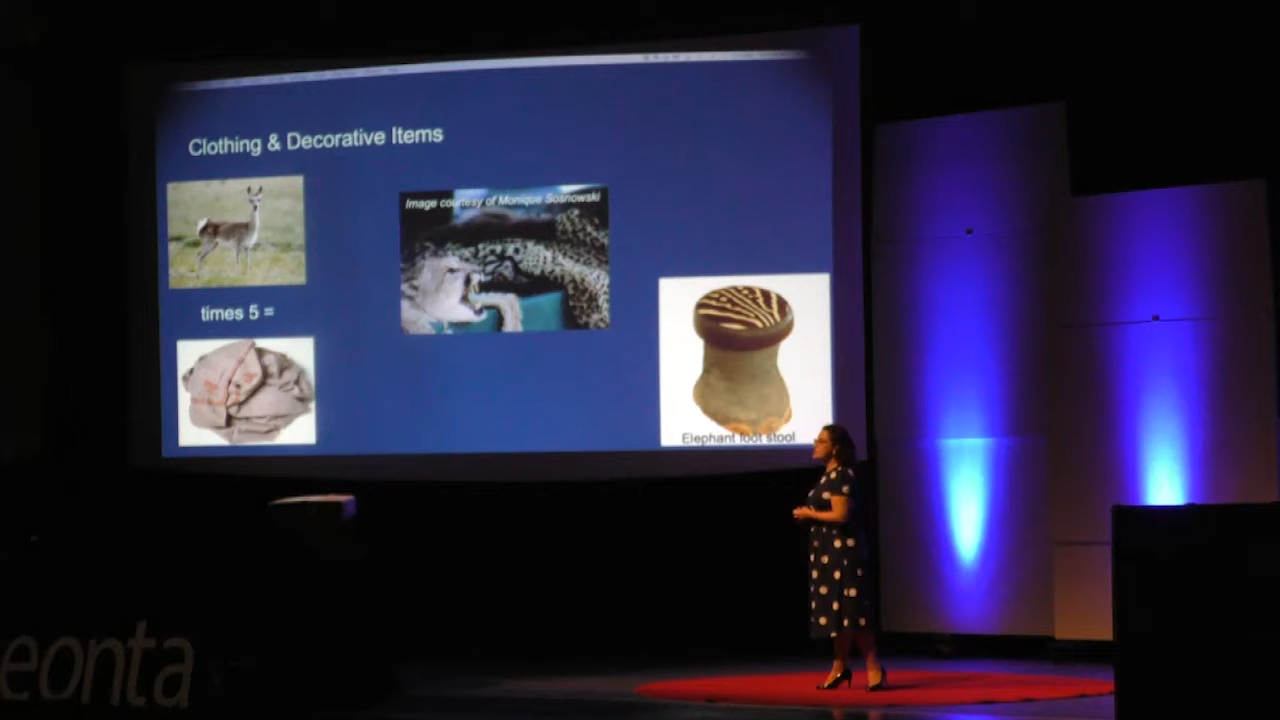 Clothing & Decorative Items
Image courtesy of Monique Sosnowski
times 5 =
Elephant foot stool
eonta